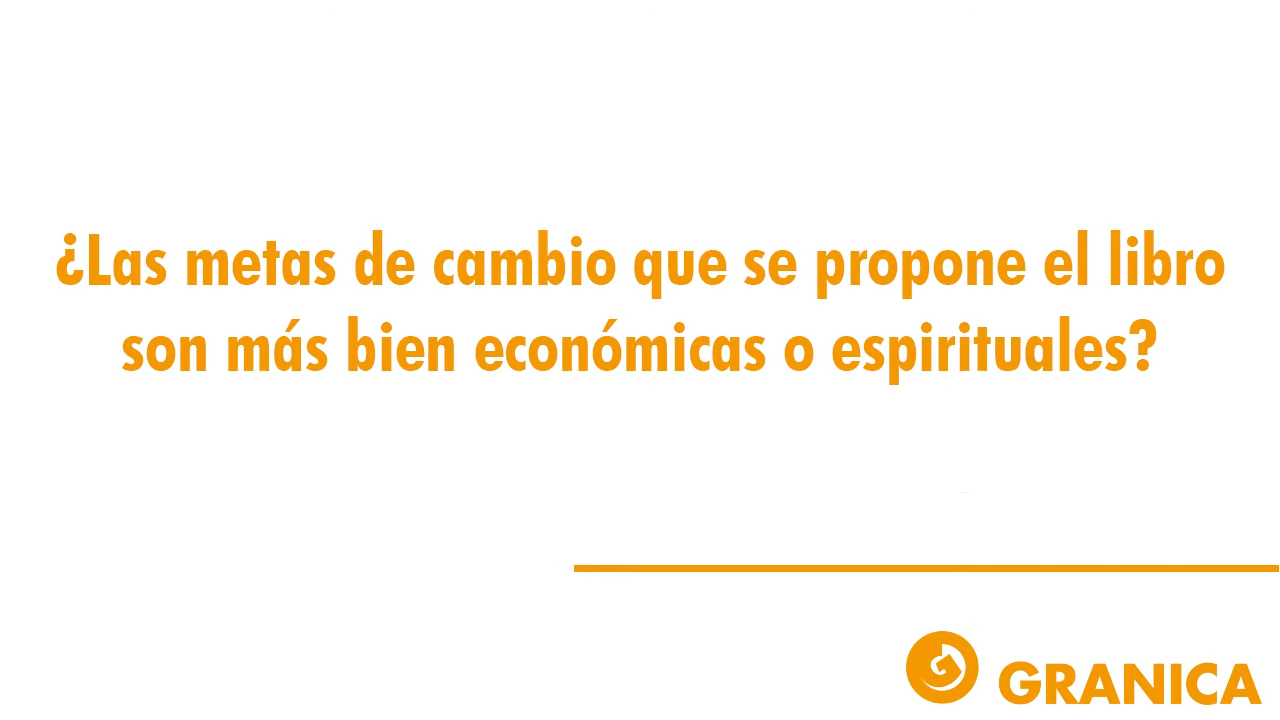 ¿Las metas de cambio que se propone el libro
son más bien económicas o espirituales?
GRANICA